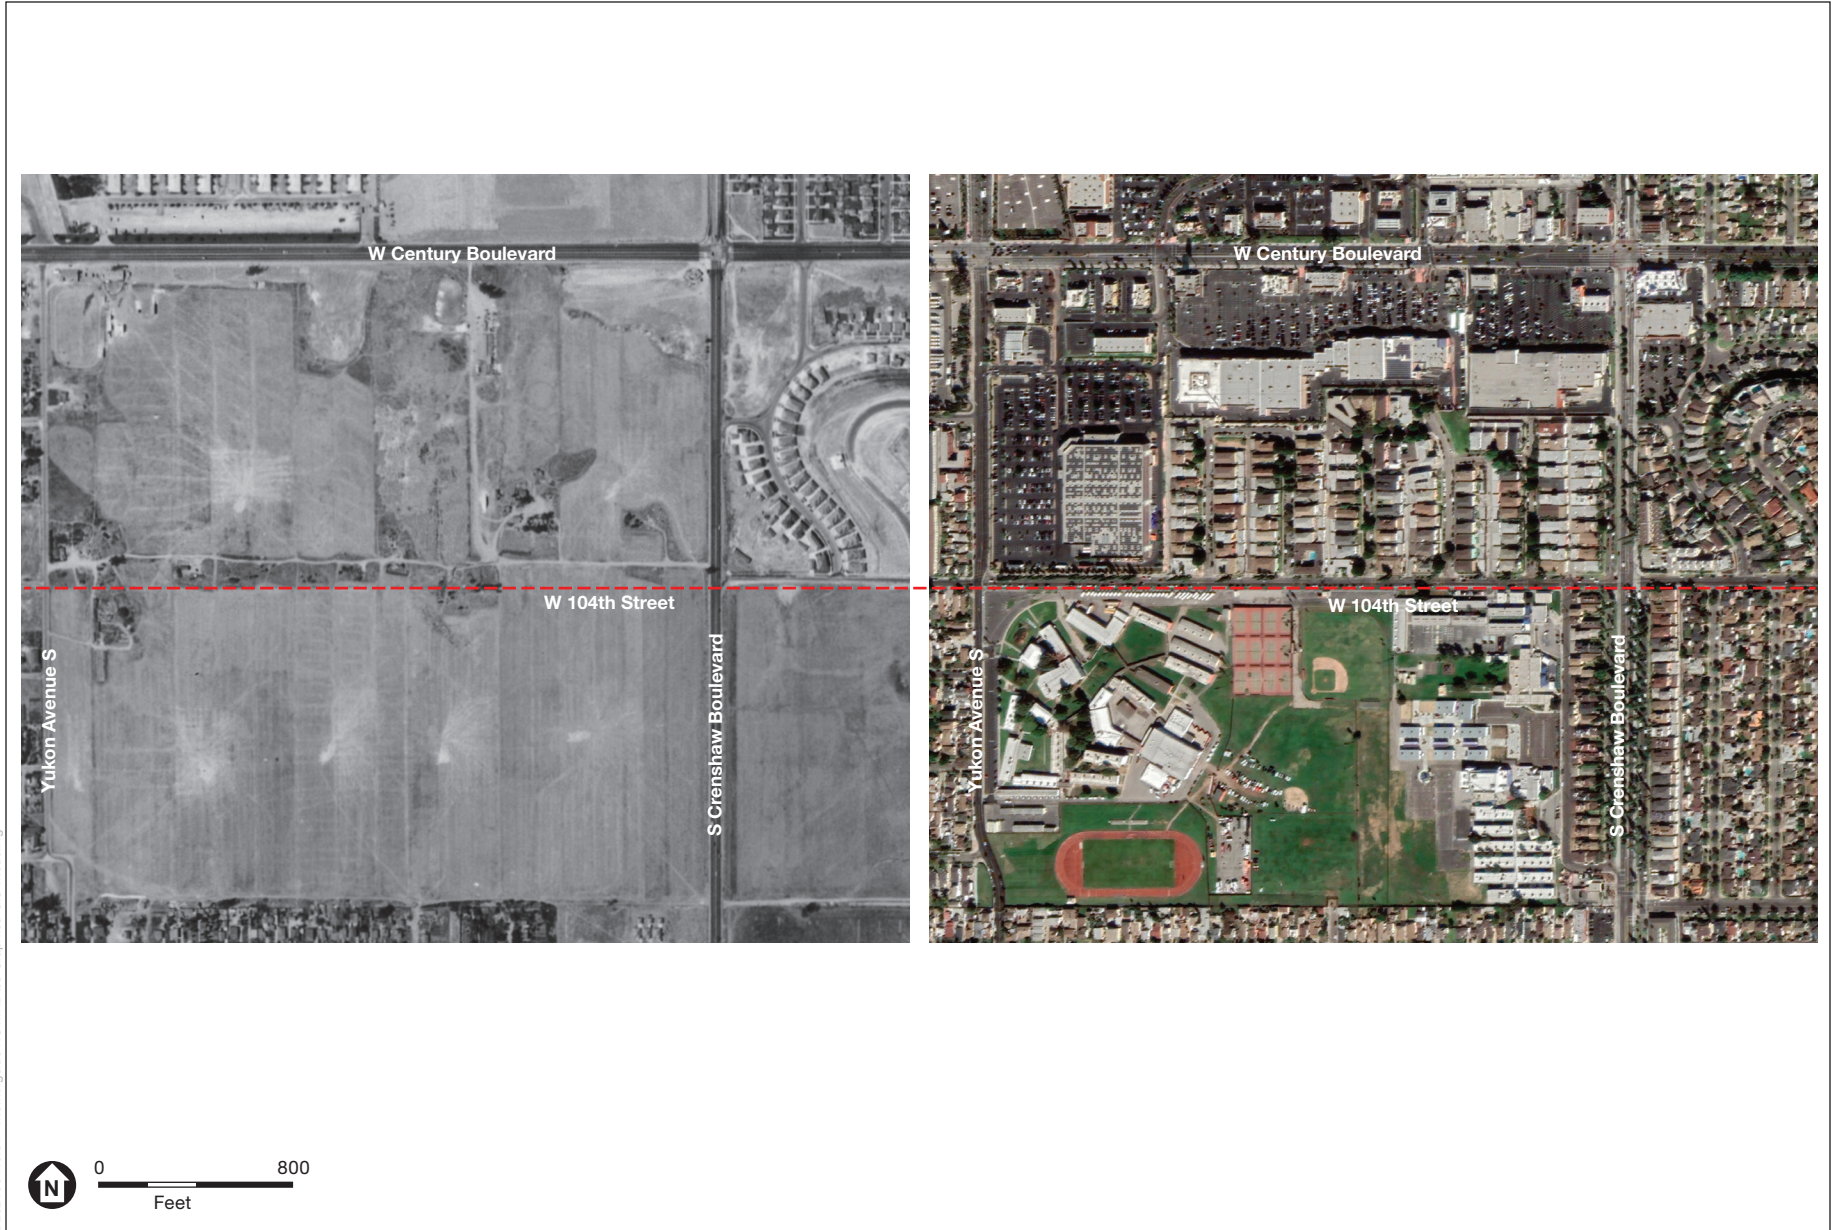 W Century Boulevard
W Century Boulevard
W 104th Street
W 104th Street
Yukon Avenue S
S Crenshaw Boulevard
Yukon Avenue S
S Crenshaw Boulevard
0
800
N
Feet